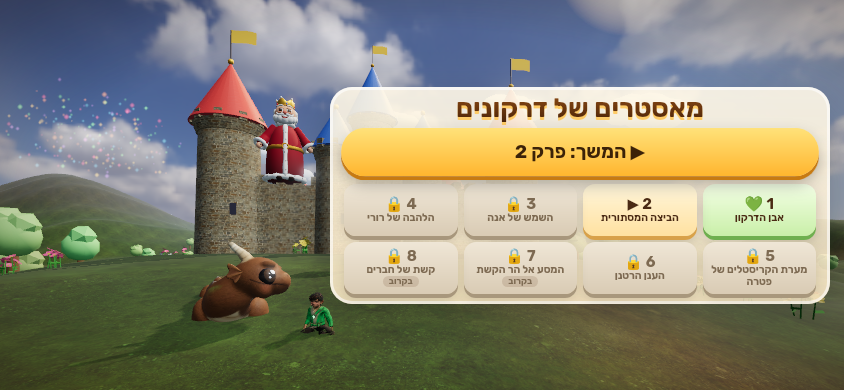 מאסטרים של דרקונים
▶ המשך: פרק 2
1 💚
אבן הדרקון
2 ▶
הביצה המסתורית
3 🔒
השמש של אנה
4 🔒
הלהבה של רורי
5 🔒
מערת הקריסטלים של
פטרה
6 🔒
הענן הרטנן
7 🔒
המסע אל הר הקשת
בקרוב
8 🔒
קשת של חברים
בקרוב